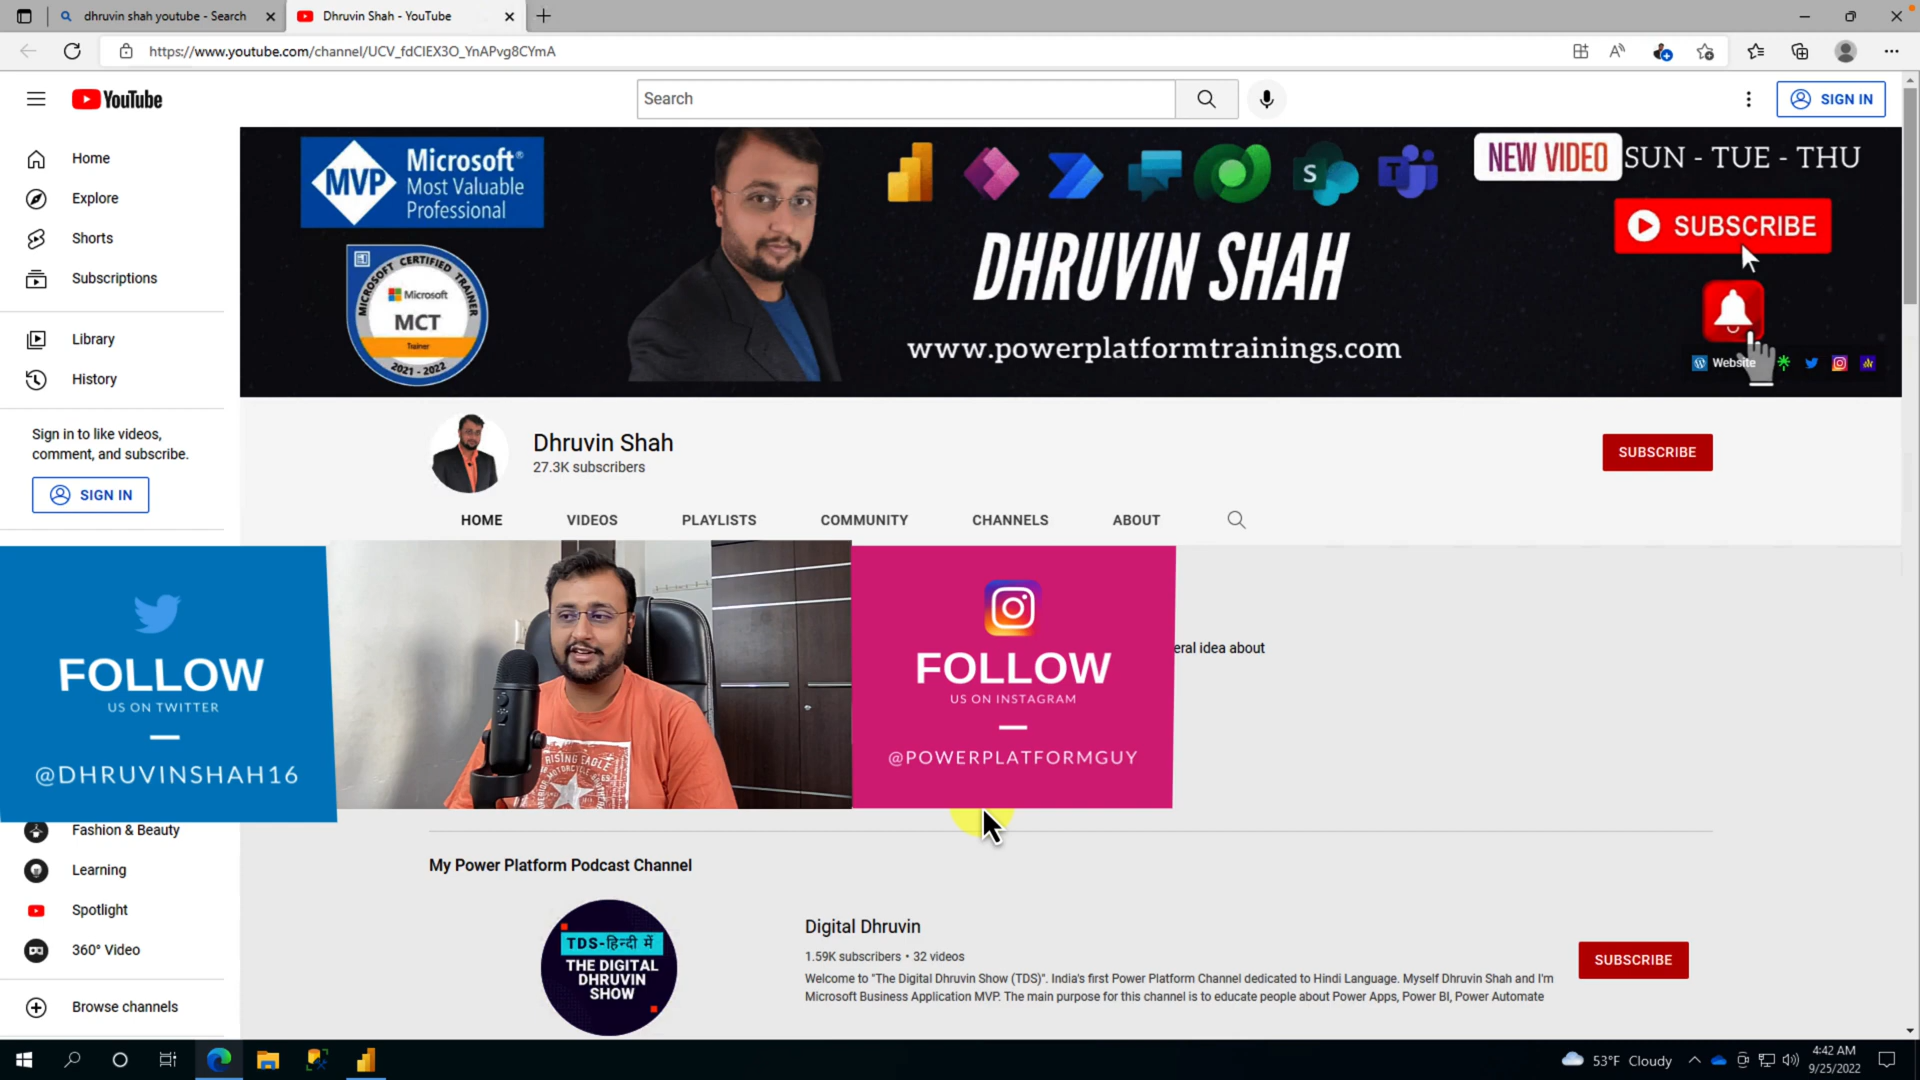 dhruvin shah youtube - Search
Dhruvin Shah - YouTube
https://www.youtube.com/channel/UCV_fdCIEX3O_YnAPvg8CYmA
YouTube
Search
SIGN IN
Home
Explore
Shorts
Subscriptions
Library
History
Sign in to like videos,
comment, and subscribe.
SIGN IN
MVP
Microsoft®
Most Valuable
Professional
MICROSOFT CERTIFIED TRAINER
Microsoft
MCT
Trainer
2021 - 2022
S
T
DHRUVIN SHAH
www.powerplatformtrainings.com
NEW VIDEO SUN - TUE - THU
SUBSCRIBE
Website
Dhruvin Shah
27.3K subscribers
SUBSCRIBE
HOME
VIDEOS
PLAYLISTS
COMMUNITY
CHANNELS
ABOUT
FOLLOW
US ON TWITTER
@DHRUVINSHAH16
RISING EAGLE
FOLLOW
US ON INSTAGRAM
@POWERPLATFORMGUY
eral idea about
Fashion & Beauty
Learning
Spotlight
360° Video
Browse channels
My Power Platform Podcast Channel
TDS-हिन्दी में
THE DIGITAL
DHRUVIN
SHOW
Digital Dhruvin
1.59K subscribers • 32 videos
Welcome to "The Digital Dhruvin Show (TDS)". India's first Power Platform Channel dedicated to Hindi Language. Myself Dhruvin Shah and I'm
Microsoft Business Application MVP. The main purpose for this channel is to educate people about Power Apps, Power BI, Power Automate
SUBSCRIBE
53°F Cloudy
4:42 AM
9/25/2022